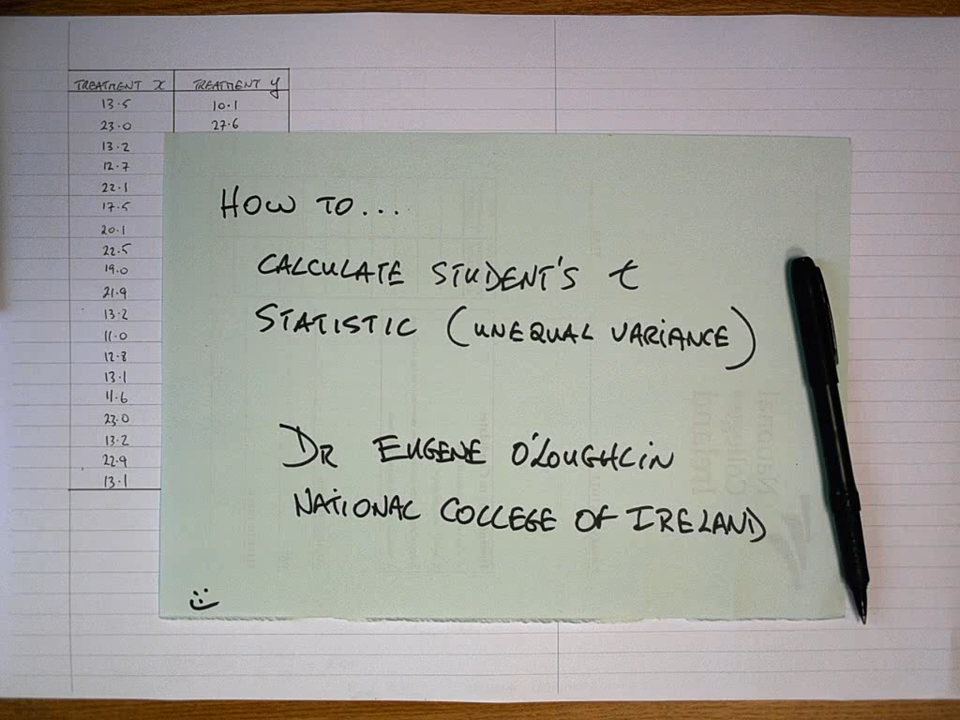 TREATMENT x TREATMENT y
13.5 10.1
23.0 27.6
13.2
12.7
22.1
17.5
20.1
22.5
19.0
21.9
13.2
11.0
12.8
13.1
11.6
23.0
13.2
22.9
13.1
HOW TO...
CALCULATE STUDENT'S t
STATISTIC (UNEQUAL VARIANCE)
DR EUGENE O'LOUGHLIN
NATIONAL COLLEGE OF IRELAND
National
College
Ireland